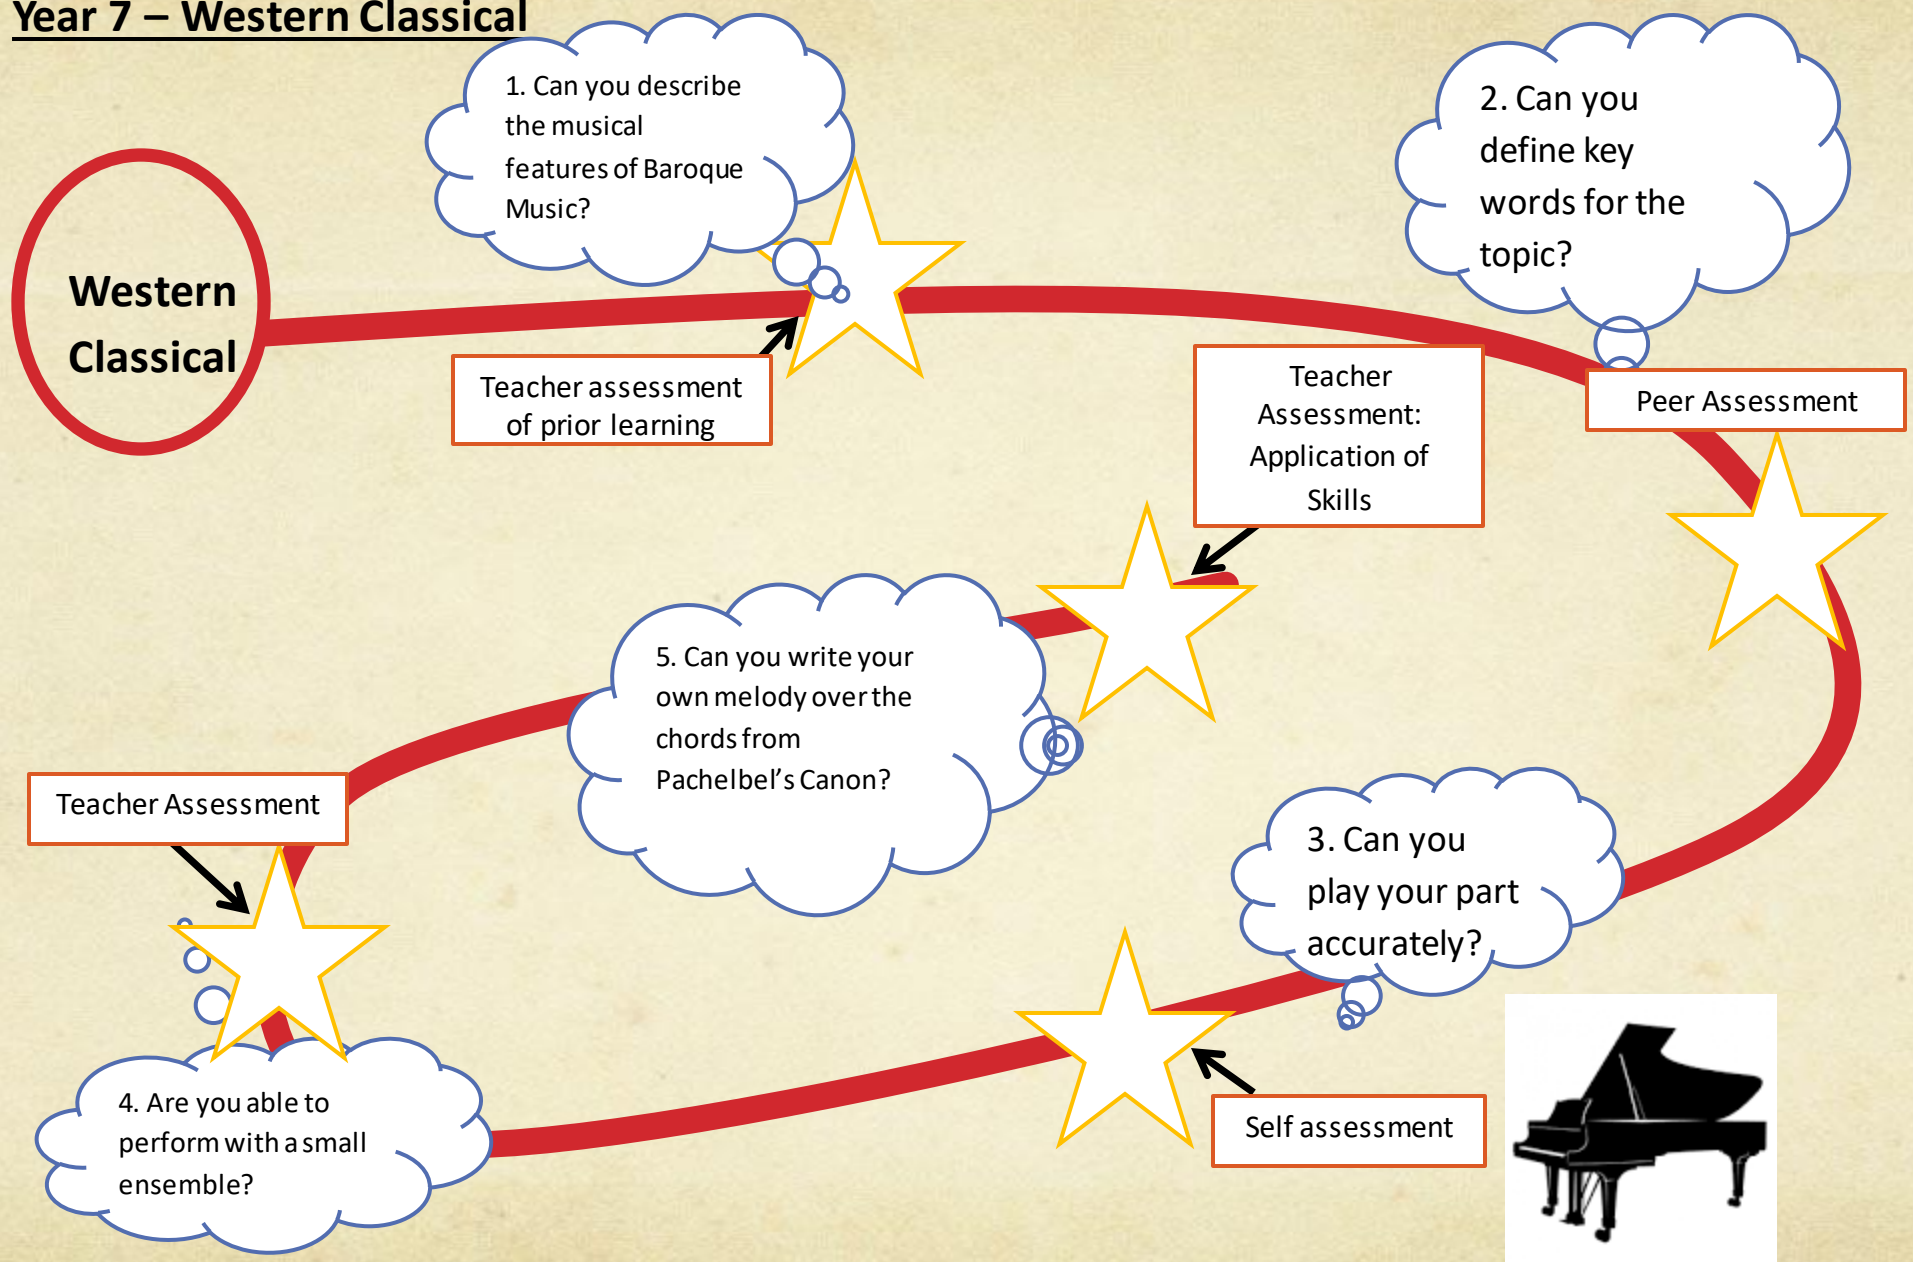 Year 7 – Western Classical
1. Can you describe
the musical
features of Baroque
Music?
2. Can you
define key
words for the
topic?
Western
Classical
Teacher assessment
of prior learning
Teacher
Assessment:
Application of
Skills
Peer Assessment
5. Can you write your
own melody over the
chords from
Pachelbel’s Canon?
Teacher Assessment
3. Can you
play your part
accurately?
4. Are you able to
perform with a small
ensemble?
Self assessment